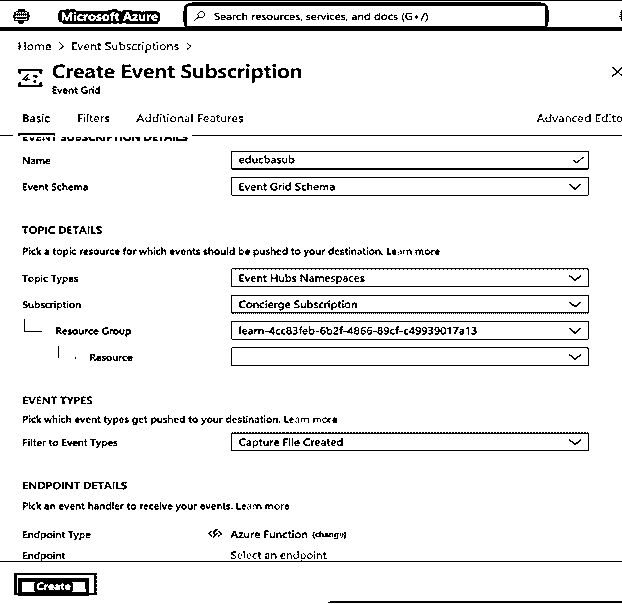 Microsoft Azure
Search resources, services, and docs (G+/)
Home > Event Subscriptions >
Create Event Subscription
Event Grid
Basic Filters Additional Features Advanced Edito
EVENT SUBSCRIPTION DETAILS
Name educbasub
Event Schema Event Grid Schema
TOPIC DETAILS
Pick a topic resource for which events should be pushed to your destination. Learn more
Topic Types Event Hubs Namespaces
Subscription Concierge Subscription
Resource Group learn-4cc83feb-6b2f-4866-89cf-c49939017a13
Resource
EVENT TYPES
Pick which event types get pushed to your destination. Learn more
Filter to Event Types Capture File Created
ENDPOINT DETAILS
Pick an event handler to receive your events. Learn more
Endpoint Type Azure Function (change)
Endpoint Select an endpoint
Create